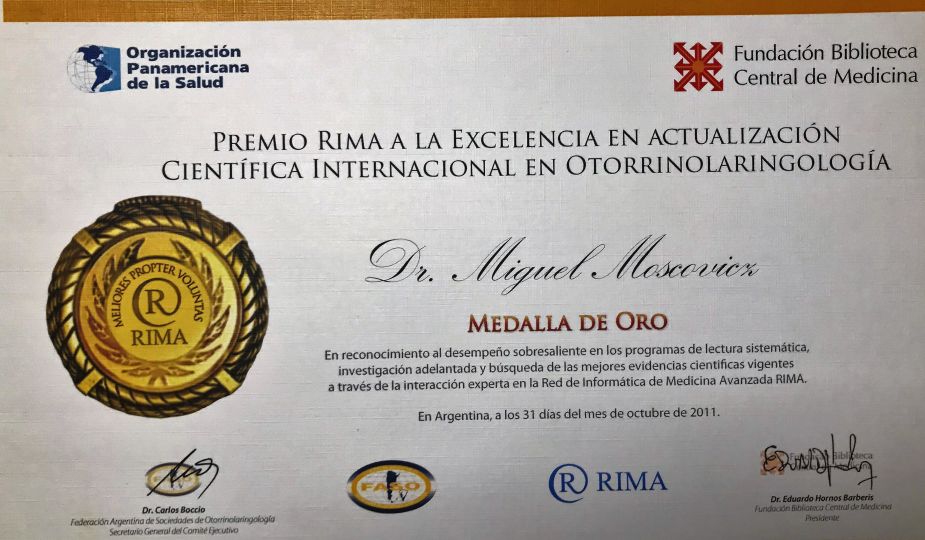 Organización
Panamericana
de la Salud
Fundación Biblioteca
Central de Medicina
PREMIO RIMA A LA EXCELENCIA EN ACTUALIZACIÓN
CIENTÍFICA INTERNACIONAL EN OTORRINOLARINGOLOGÍA
MELIORES PROPTER VOLUNTAS
R
RIMA
Dr. Miguel Moscovicz
MEDALLA DE ORO
En reconocimiento al desempeño sobresaliente en los programas de lectura sistemática,
investigación adelantada y búsqueda de las mejores evidencias cientificas vigentes
a través de la interacción experta en la Red de Informática de Medicina Avanzada RIMA.
En Argentina, a los 31 días del mes de octubre de 2011.
Dr. Carlos Boccio
Federación Argentina de Sociedades de Otorrinolaringología
Secretario General del Comité Ejecutivo
FASO
R RIMA
Biblioteca
Dr. Eduardo Hornos Barberis
Fundación Biblioteca Central de Medicina
Presidente